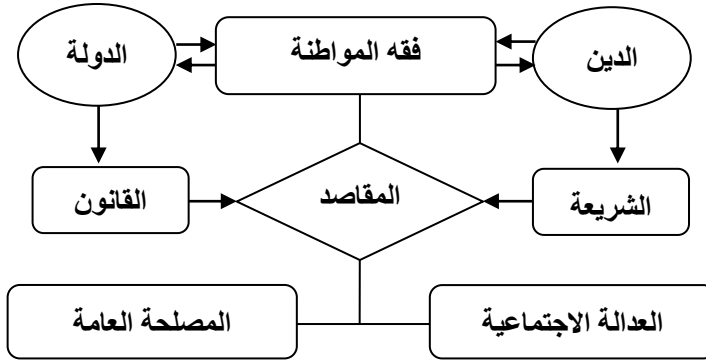 الدين
فقه المواطنة
الدولة
الشريعة
المقاصد
القانون
العدالة الاجتماعية
المصلحة العامة